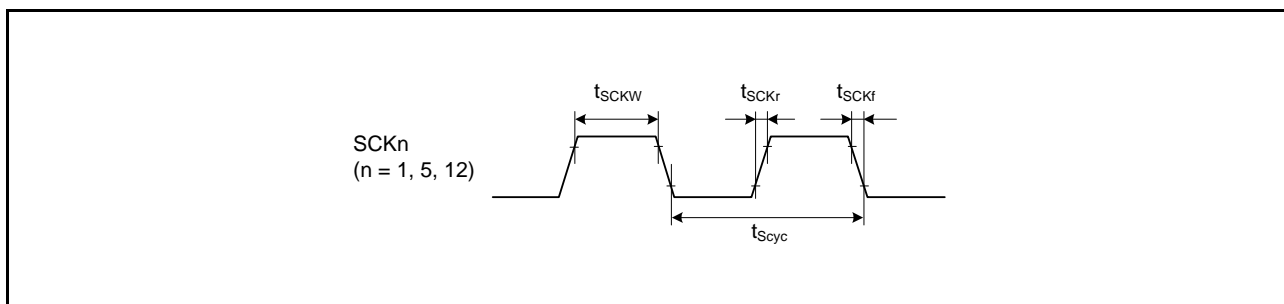 tSCKW tSCKr tSCKf
SCKn
(n = 1, 5, 12)
tScyc